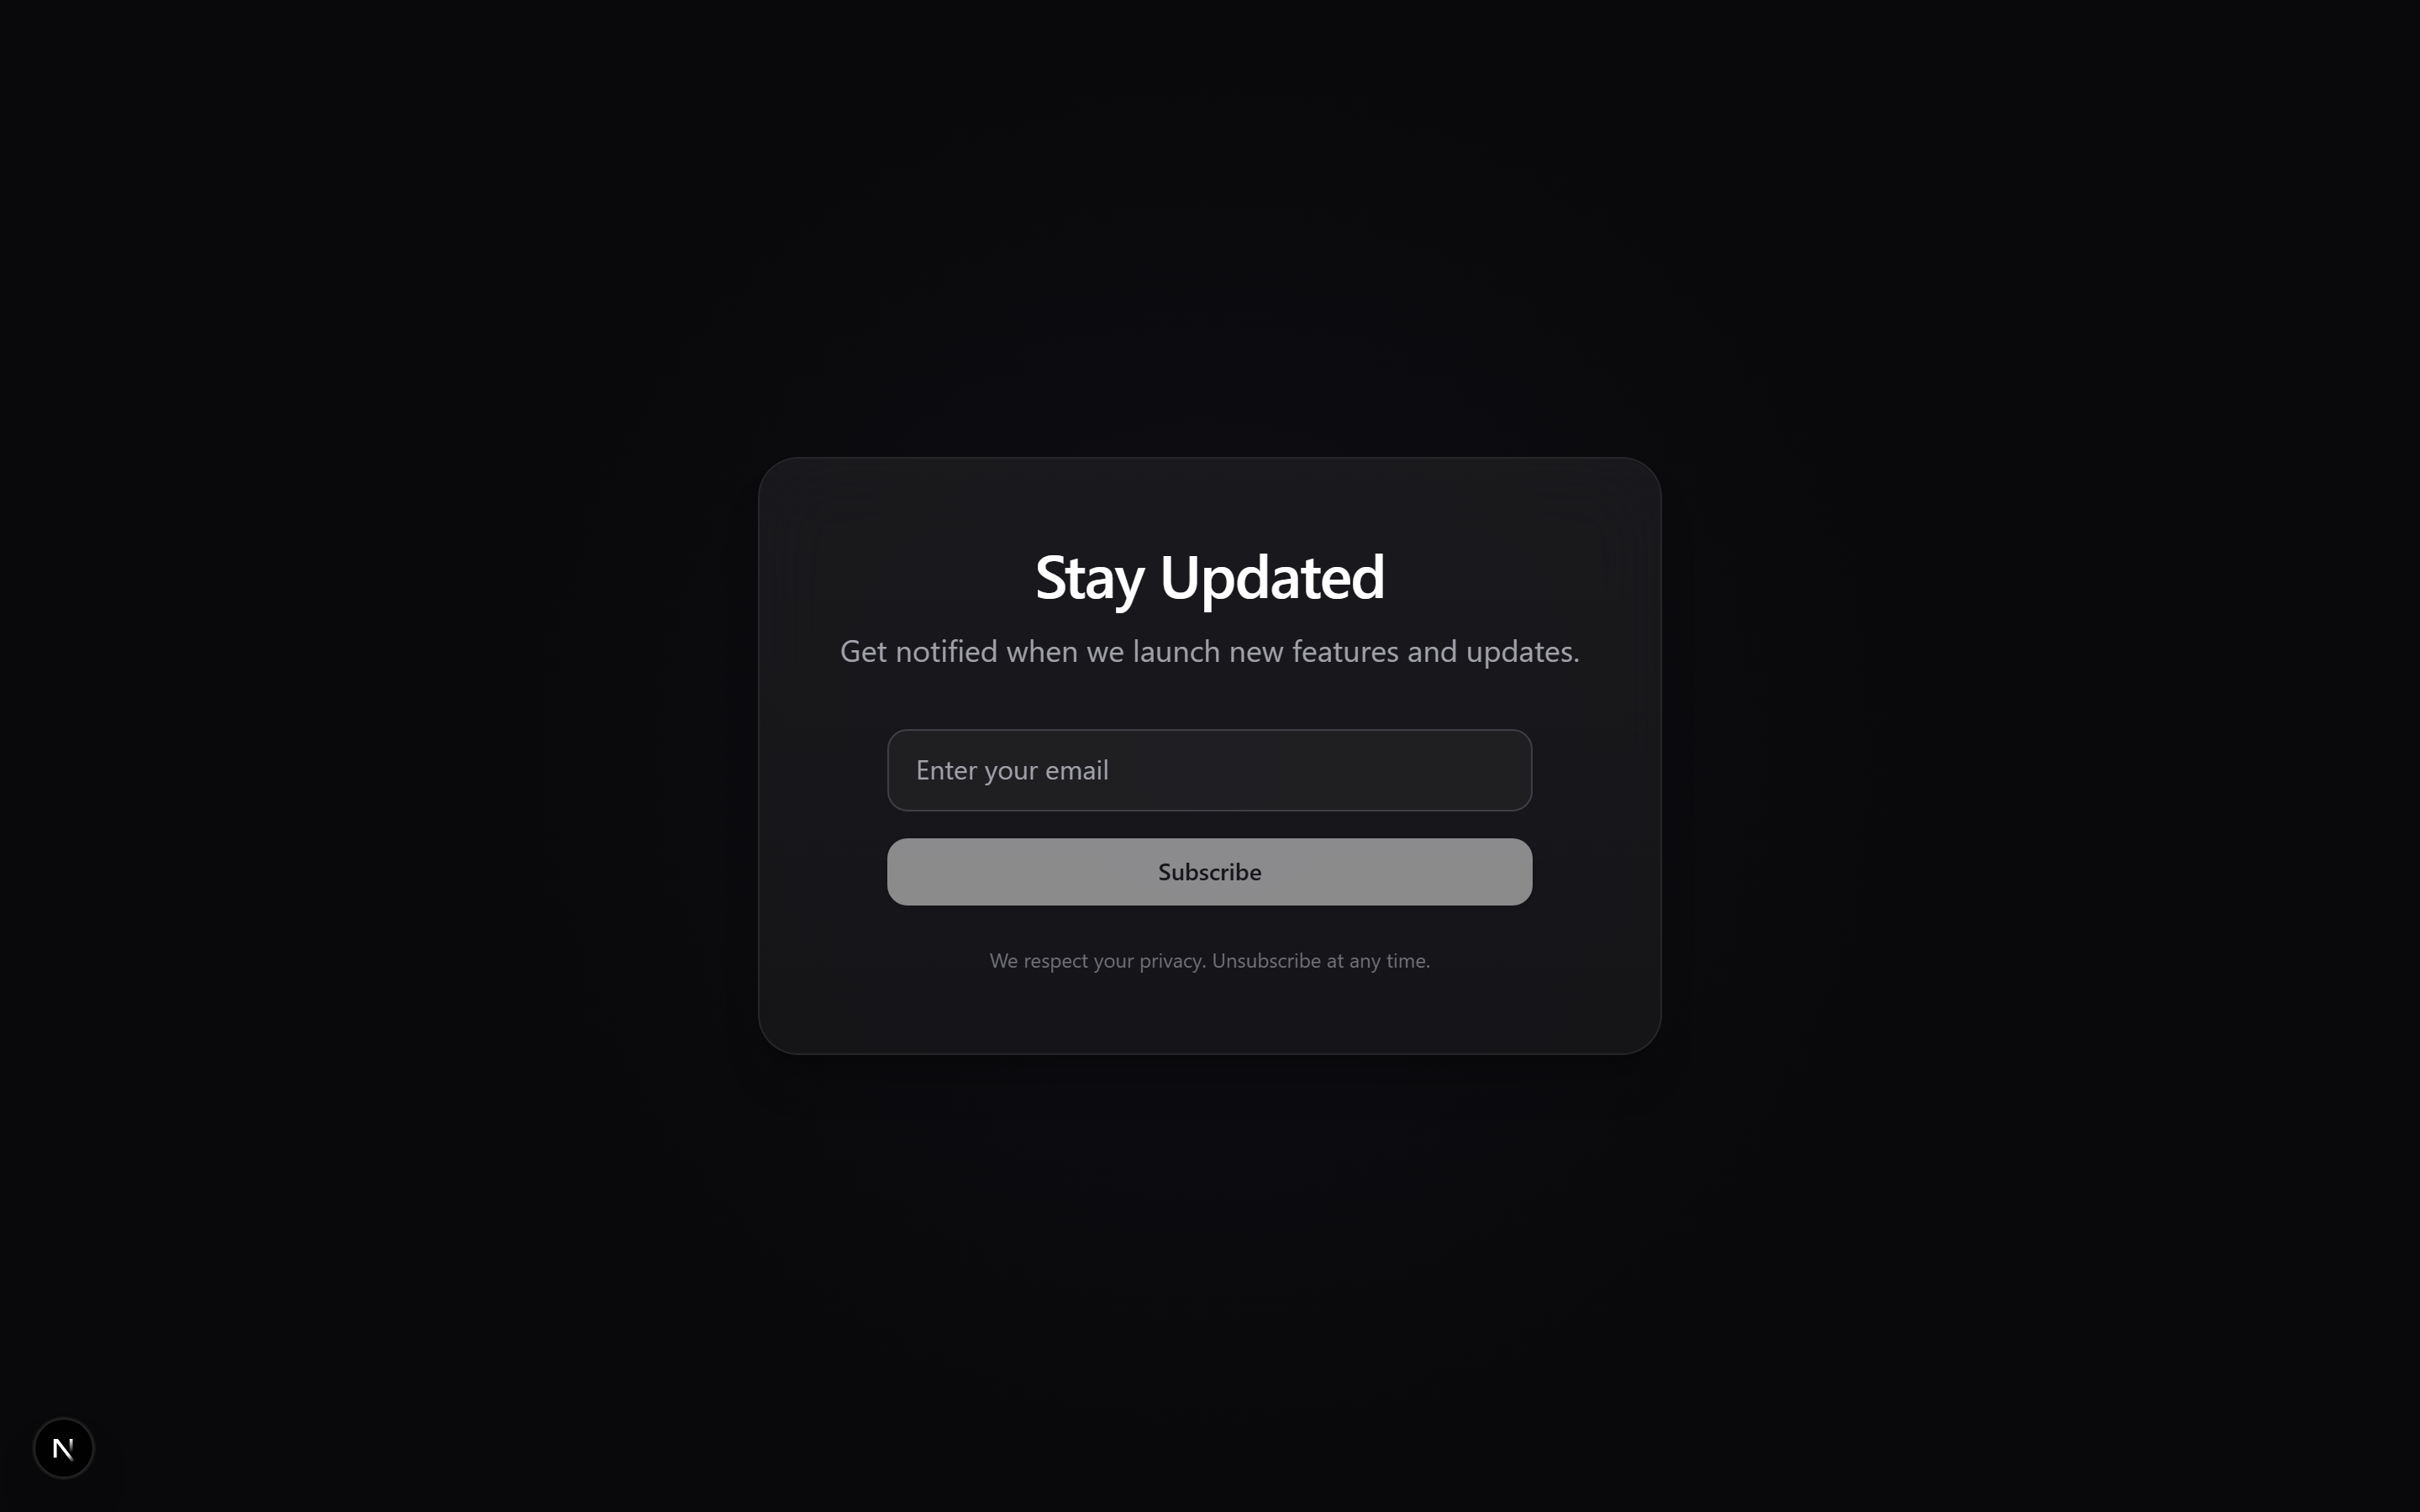 Stay Updated
Get notified when we launch new features and updates.
Enter your email
Subscribe
We respect your privacy. Unsubscribe at any time.
N